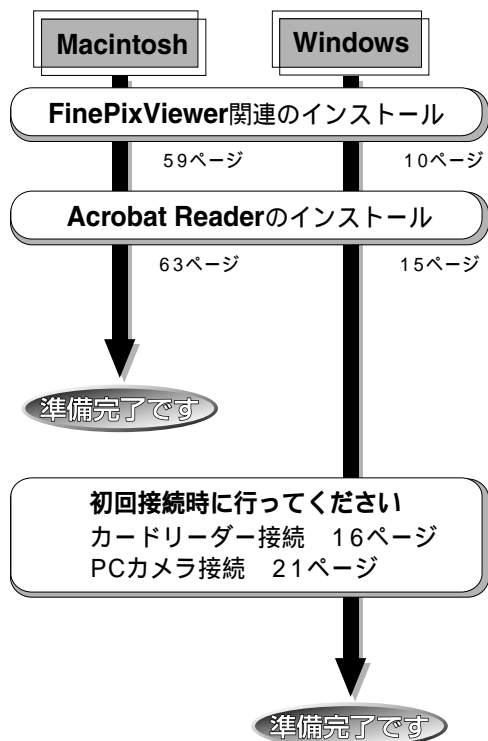 Macintosh
Windows
FinePixViewer関連のインストール
59ページ
10ページ
Acrobat Readerのインストール
63ページ
15ページ
準備完了です
初回接続時に行ってください
カードリーダー接続　16ページ
PCカメラ接続　21ページ
準備完了です